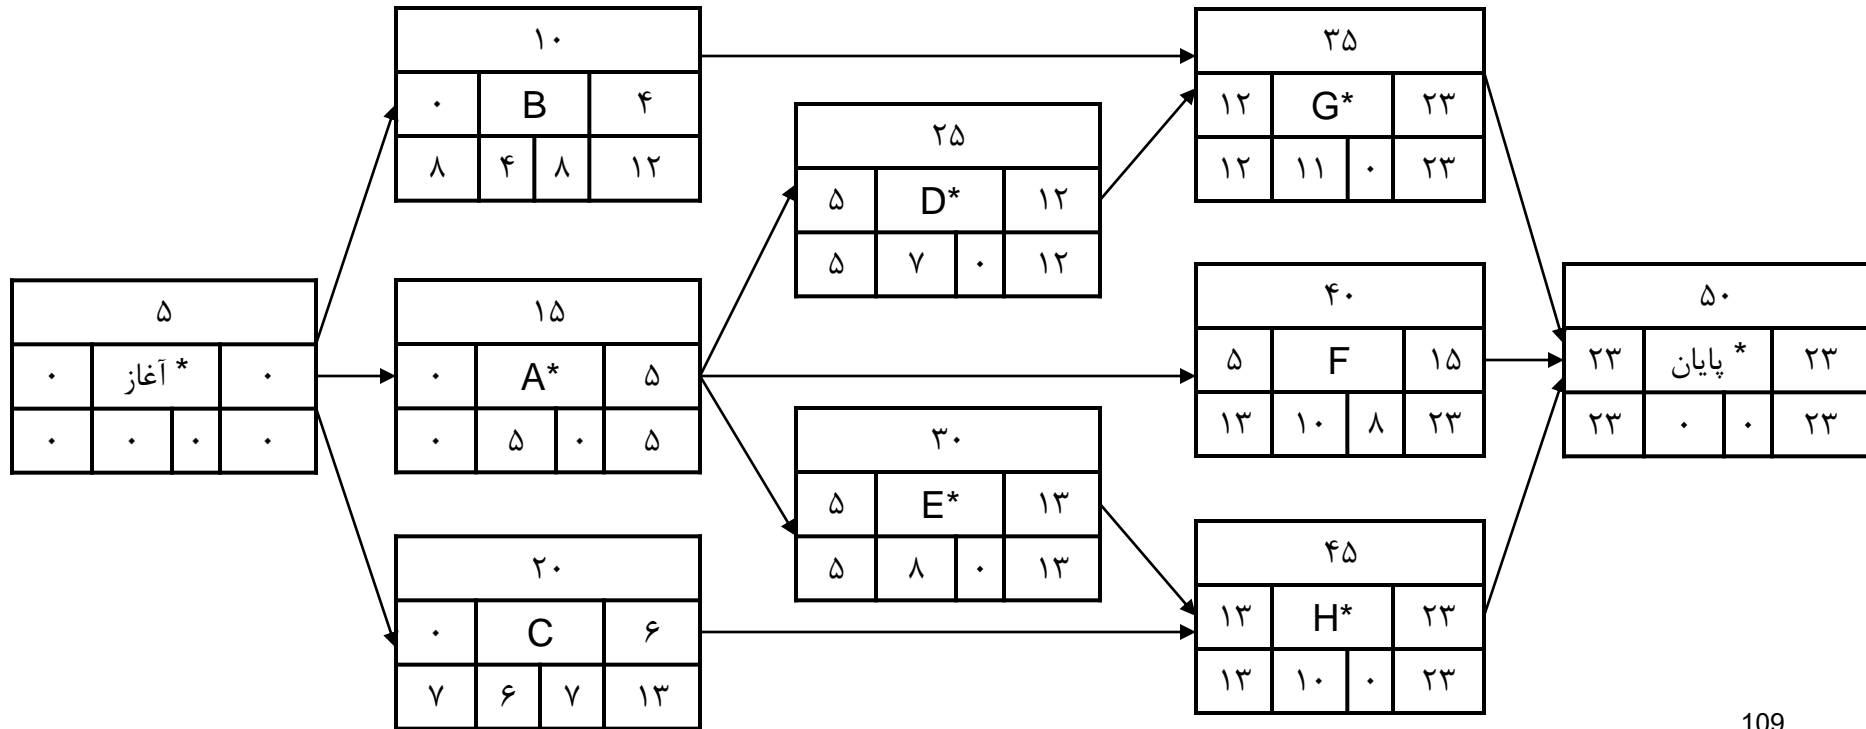 ۵
۰ آغاز * ۰
۰ ۰ ۰ ۰
۱۰
۰ B ۴
۸ ۴ ۸ ۱۲
۱۵
۰ A* ۵
۰ ۵ ۰ ۵
۲۰
۰ C ۶
۷ ۶ ۷ ۱۳
۲۵
۵ D* ۱۲
۵ ۷ ۰ ۱۲
۳۰
۵ E* ۱۳
۵ ۸ ۰ ۱۳
۳۵
۱۲ G* ۲۳
۱۲ ۱۱ ۰ ۲۳
۴۰
۵ F ۱۵
۱۳ ۱۰ ۸ ۲۳
۴۵
۱۳ H* ۲۳
۱۳ ۱۰ ۰ ۲۳
۵۰
۲۳ پایان * ۲۳
۲۳ ۰ ۰ ۲۳
109